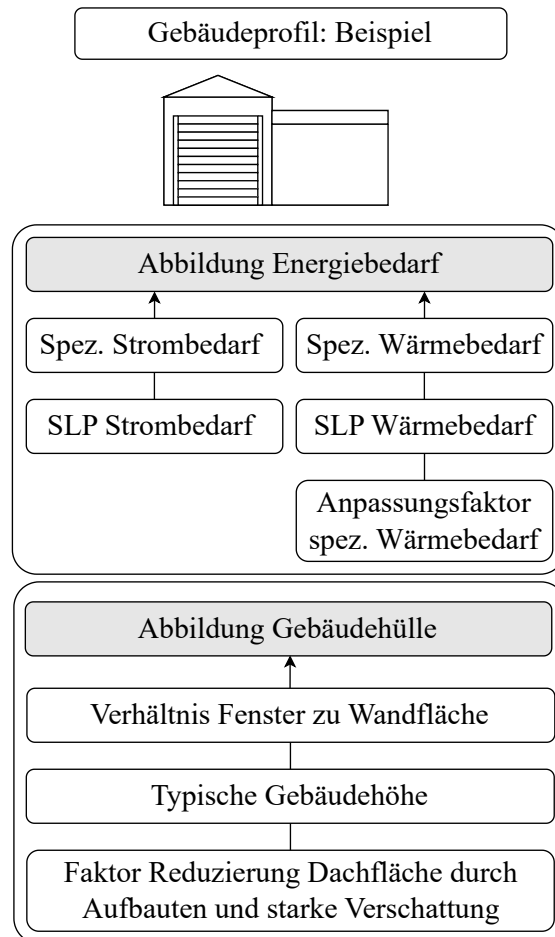 Gebäudeprofil: Beispiel
Abbildung Energiebedarf
Spez. Strombedarf
Spez. Wärmebedarf
SLP Strombedarf
SLP Wärmebedarf
Anpassungsfaktor
spez. Wärmebedarf
Abbildung Gebäudehülle
Verhältnis Fenster zu Wandfläche
Typische Gebäudehöhe
Faktor Reduzierung Dachfläche durch
Aufbauten und starke Verschattung